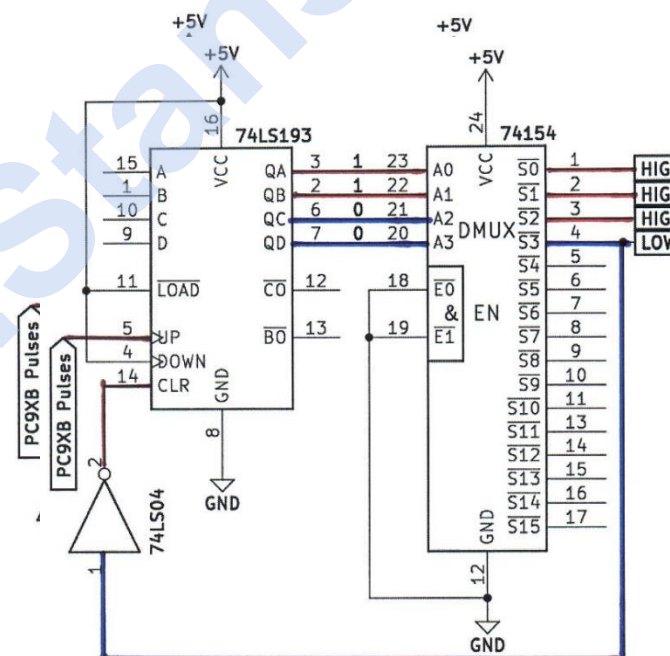 +5V +5V
+5V +5V
16 74LS193 24 74154
VCC VCC
15 A QA 3 1 23 A0 S0 1 HIG
1 B QB 2 1 22 A1 S1 2 HIG
10 C QC 6 0 21 A2 S2 3 HIG
9 D QD 7 0 20 A3 DMUX S3 4 LOW
S4 5
11 LOAD CO 12 18 E0 S5 6
& EN S6 7
5 UP BO 13 19 E1 S7 8
4 DOWN S8 9
14 CLR S9 10
GND S10 11
8 S11 12
GND S12 14
S13 15
S14 16
S15 17
PC9XB Pulses
PC9XB Pulses
2 74LS04
1
GND
12
GND
Stan